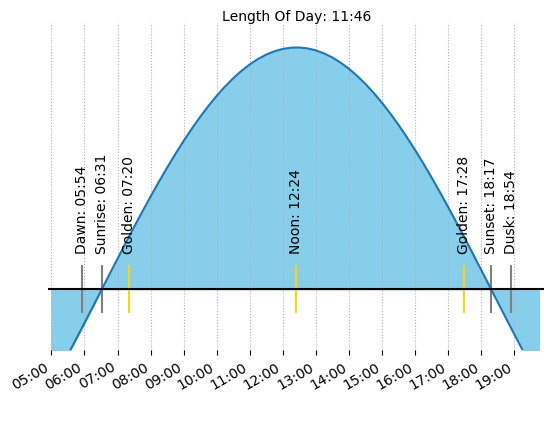 Length Of Day: 11:46
Dawn: 05:54
Sunrise: 06:31
Golden: 07:20
Noon: 12:24
Golden: 17:28
Sunset: 18:17
Dusk: 18:54
05:00
06:00
07:00
08:00
09:00
10:00
11:00
12:00
13:00
14:00
15:00
16:00
17:00
18:00
19:00